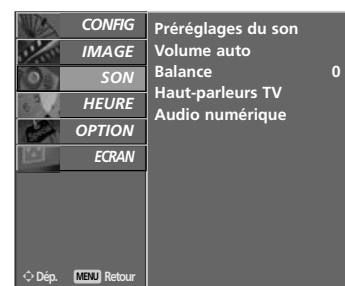 CONFIG
IMAGE
SON
HEURE
OPTION
ECRAN
Préréglages du son
Volume auto
Balance 0
Haut-parleurs TV
Audio numérique
Dép. MENU Retour